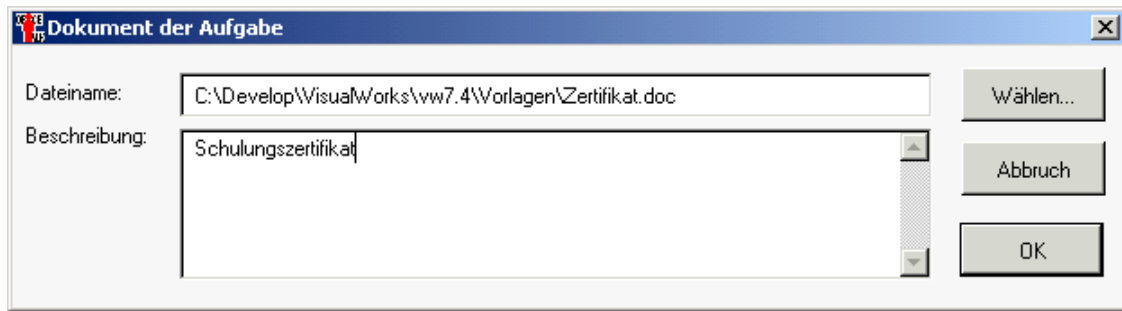 Dokument der Aufgabe
Dateiname:
C:\Develop\VisualWorks\vw7.4\Vorlagen\Zertifikat.doc
Wählen...
Beschreibung:
Schulungszertifikat
Abbruch
OK